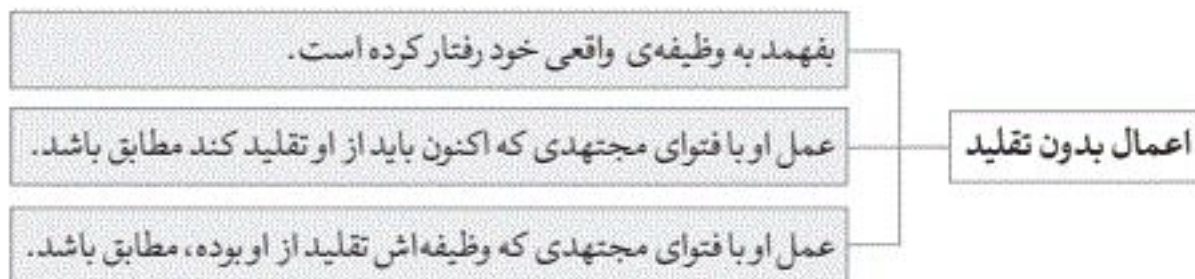 اعمال بدون تقلید
بفهمد به وظیفه‌ی واقعی خود رفتار کرده است.
عمل او با فتوای مجتهدی که اکنون باید از او تقلید کند مطابق باشد.
عمل او با فتوای مجتهدی که وظیفه‌اش تقلید از او بوده، مطابق باشد.